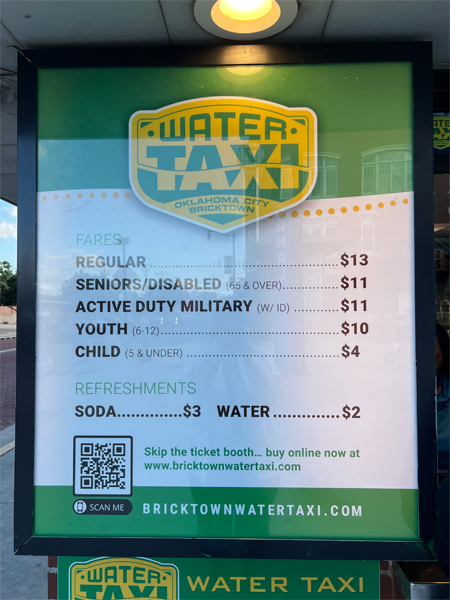 WATER
TAXI
OKLAHOMA CITY
BRICKTOWN
FARES
REGULAR ........................................ $13
SENIORS/DISABLED (65 & OVER)............... $11
ACTIVE DUTY MILITARY (W/ ID) ............ $11
YOUTH (6-12)..................................... $10
CHILD (5 & UNDER) ................................ $4
REFRESHMENTS
SODA..............$3 WATER..............$2
Skip the ticket booth... buy online now at
www.bricktownwatertaxi.com
SCAN ME
BRICKTOWNWATERTAXI.COM
WATER
TAXI
WATER TAXI